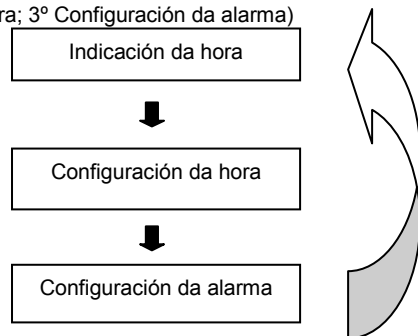 ra; 3º Configuración da alarma)
Indicación da hora
Configuración da hora
Configuración da alarma